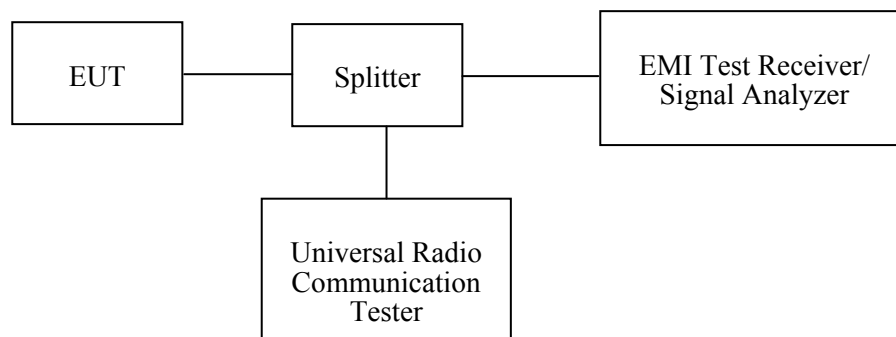 EUT
Splitter
EMI Test Receiver/
Signal Analyzer
Universal Radio
Communication
Tester